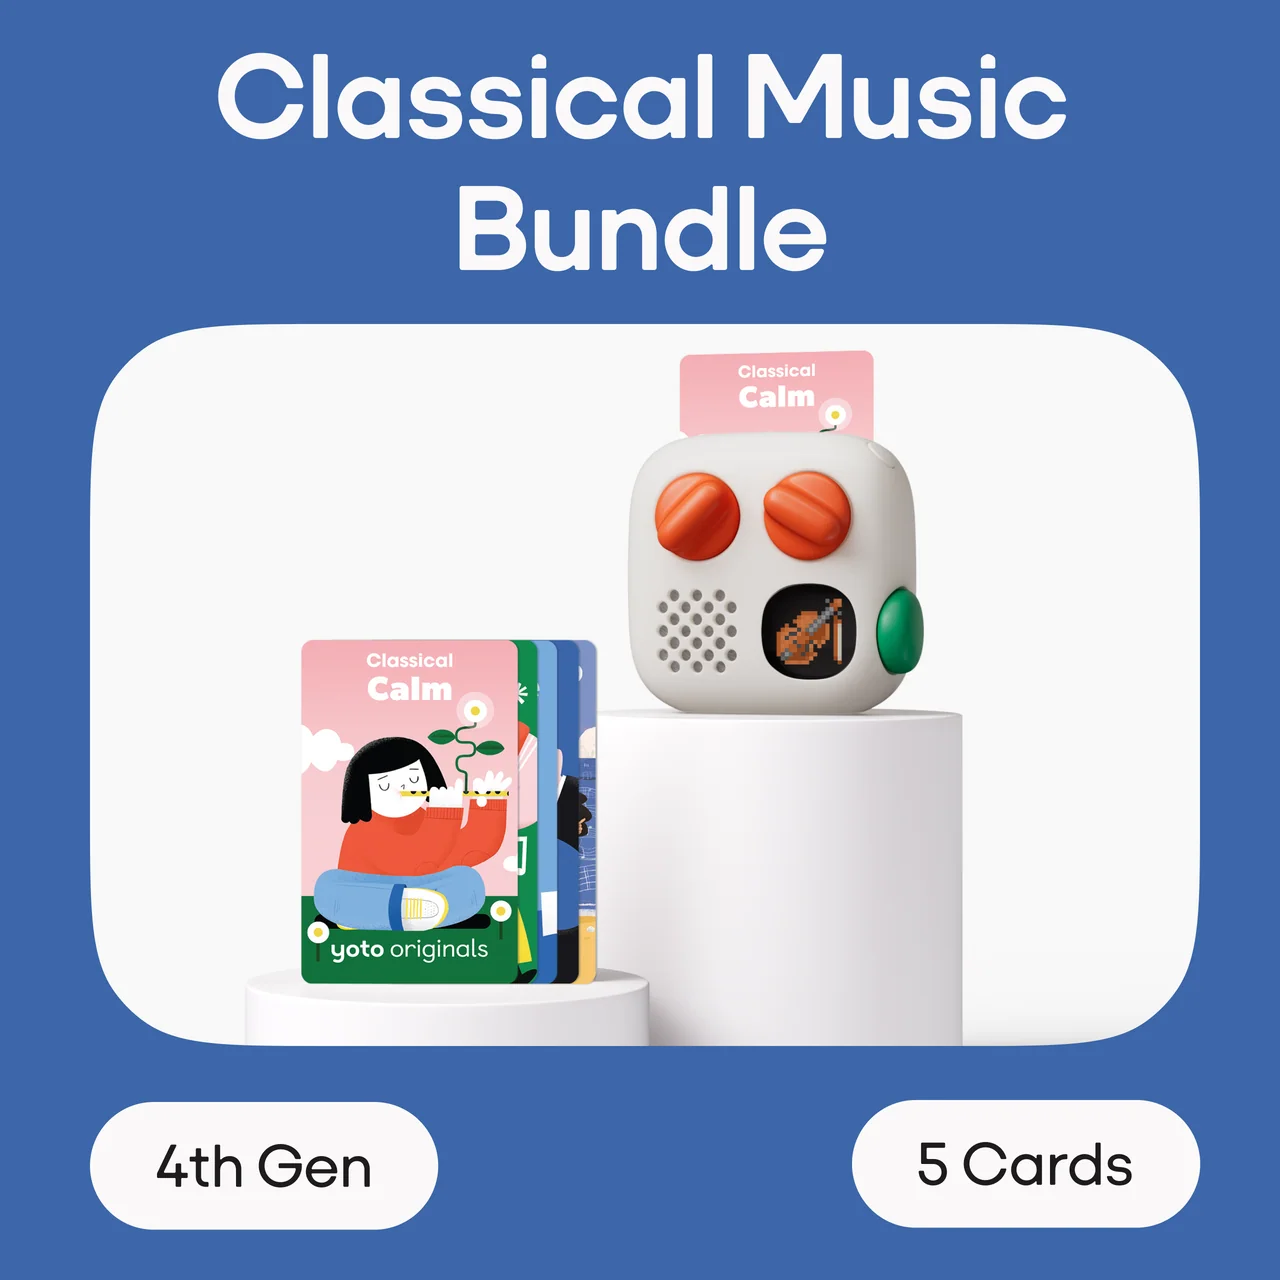 Classical Music
Bundle
Classical
Calm
Classical
Calm
yoto originals
4th Gen
5 Cards